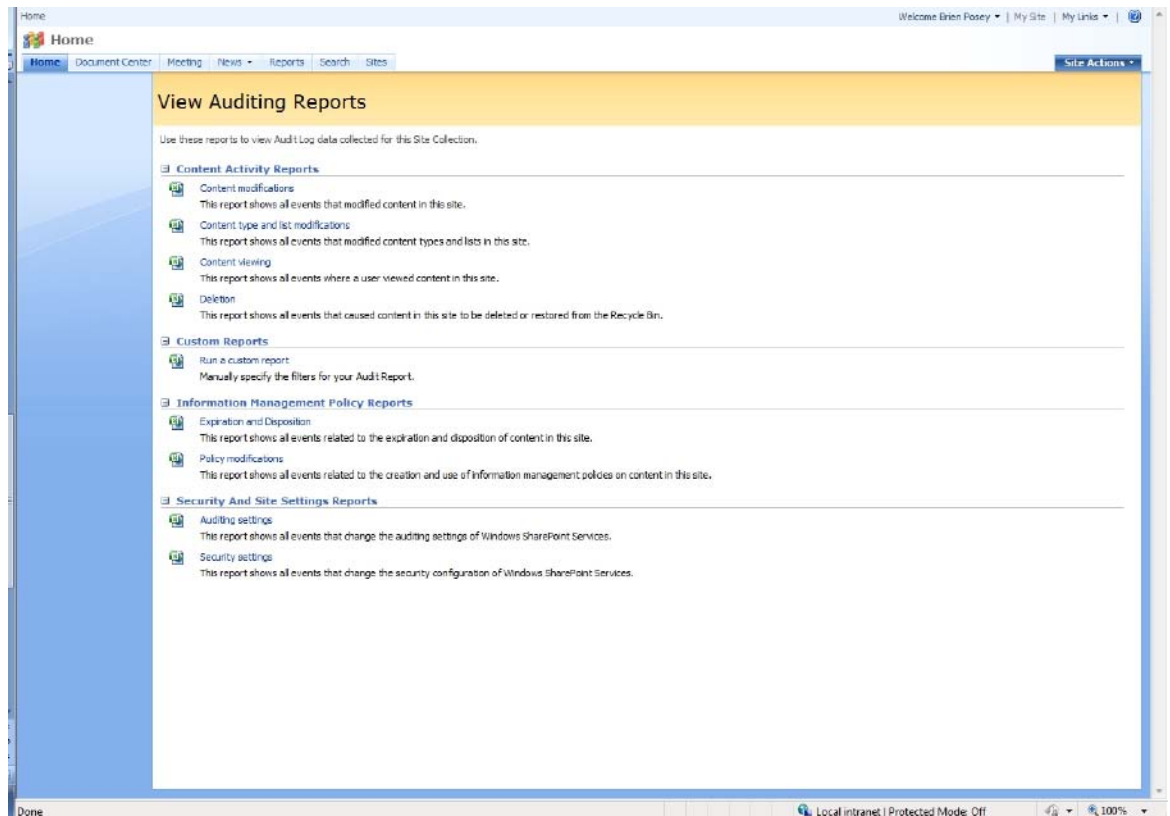 Home
Welcome Brien Posey | My Site | My Links |
Home
Home Document Center Meeting News Reports Search Sites
Site Actions
View Auditing Reports
Use these reports to view Audit Log data collected for this Site Collection.
Content Activity Reports
Content modifications
This report shows all events that modified content in this site.
Content type and list modifications
This report shows all events that modified content types and lists in this site.
Content viewing
This report shows all events where a user viewed content in this site.
Deletion
This report shows all events that caused content in this site to be deleted or restored from the Recycle Bin.
Custom Reports
Run a custom report
Manually specify the filters for your Audit Report.
Information Management Policy Reports
Expiration and Disposition
This report shows all events related to the expiration and disposition of content in this site.
Policy modifications
This report shows all events related to the creation and use of information management policies on content in this site.
Security And Site Settings Reports
Auditing settings
This report shows all events that change the auditing settings of Windows SharePoint Services.
Security settings
This report shows all events that change the security configuration of Windows SharePoint Services.
Done
Local intranet | Protected Mode: Off
100%